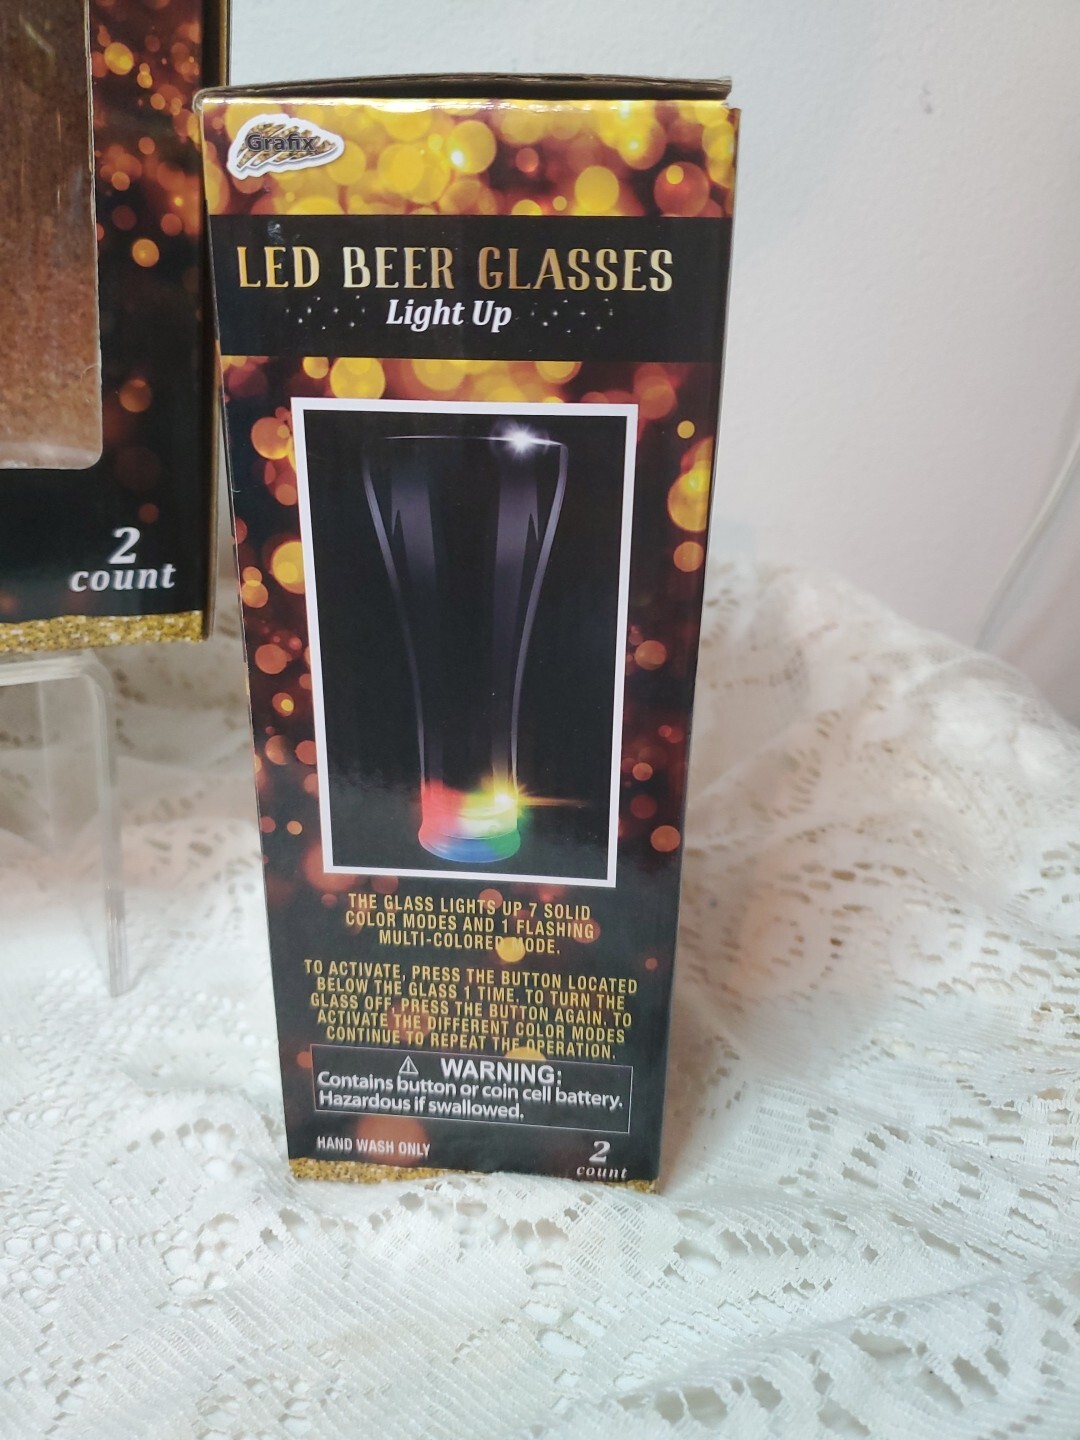 Grafix
LED BEER GLASSES
Light Up
2
count
THE GLASS LIGHTS UP 7 SOLID
COLOR MODES AND 1 FLASHING
MULTI-COLORED MODE.
TO ACTIVATE, PRESS THE BUTTON LOCATED
BELOW THE GLASS 1 TIME. TO TURN THE
GLASS OFF, PRESS THE BUTTON AGAIN. TO
ACTIVATE THE DIFFERENT COLOR MODES
CONTINUE TO REPEAT THE OPERATION.
⚠ WARNING:
Contains button or coin cell battery.
Hazardous if swallowed.
HAND WASH ONLY
2
count